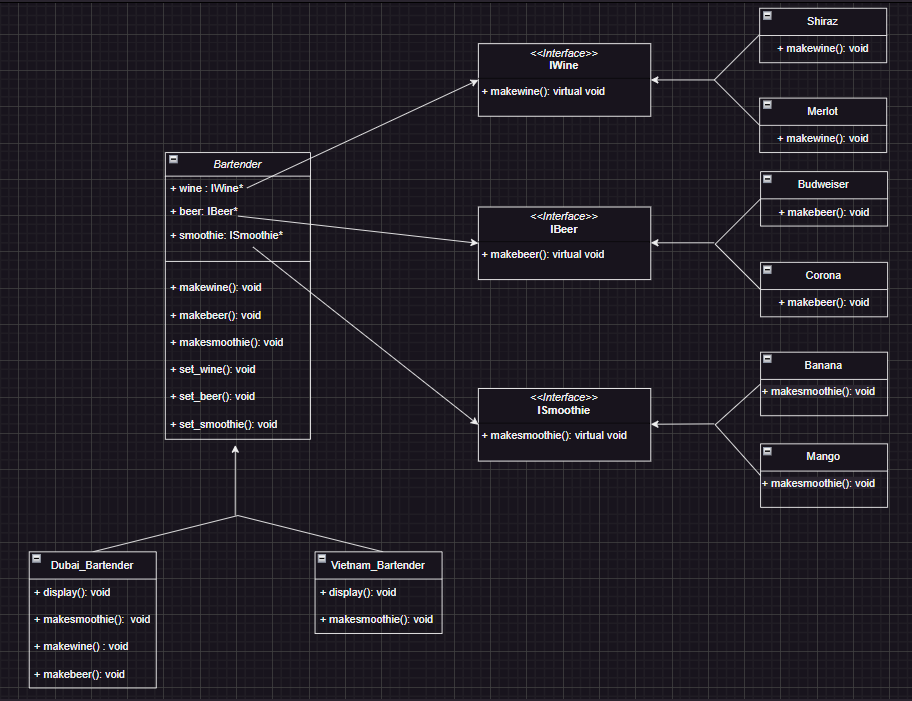 Shiraz
+ makewine(): void
<<Interface>>
IWine
+ makewine(): virtual void
Merlot
+ makewine(): void
Bartender
+ wine : IWine*
+ beer: IBeer*
+ smoothie: ISmoothie*
+ makewine(): void
+ makebeer(): void
+ makesmoothie(): void
+ set_wine(): void
+ set_beer(): void
+ set_smoothie(): void
Budweiser
+ makebeer(): void
<<Interface>>
IBeer
+ makebeer(): virtual void
Corona
+ makebeer(): void
Banana
+ makesmoothie(): void
<<Interface>>
ISmoothie
+ makesmoothie(): virtual void
Mango
+ makesmoothie(): void
Dubai_Bartender
+ display(): void
+ makesmoothie(): void
+ makewine() : void
+ makebeer(): void
Vietnam_Bartender
+ display(): void
+ makesmoothie(): void